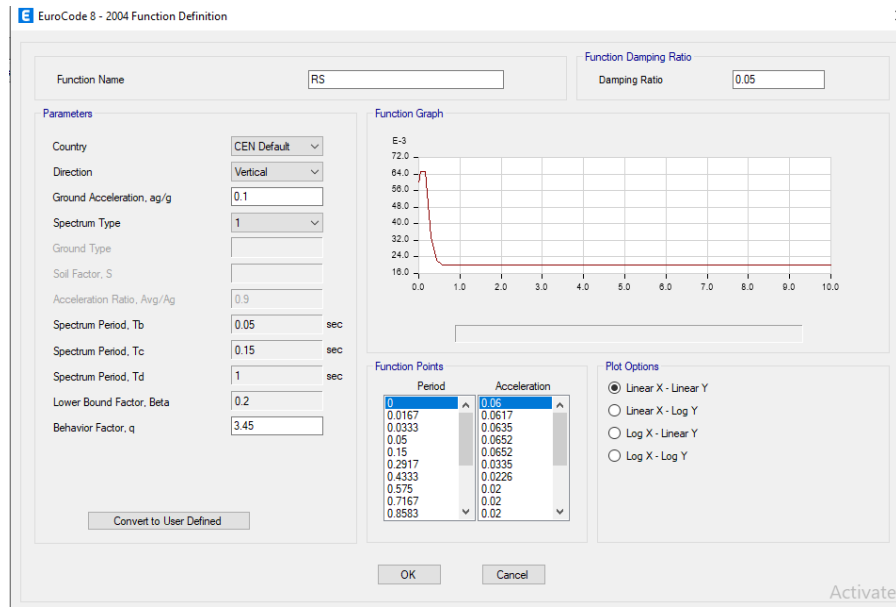 EuroCode 8 - 2004 Function Definition
Function Name
RS
Function Damping Ratio
Damping Ratio
0.05
Parameters
Country
CEN Default
Direction
Vertical
Ground Acceleration, ag/g
0.1
Spectrum Type
1
Ground Type
Soil Factor, S
Acceleration Ratio, Avg/Ag
0.9
Spectrum Period, Tb
0.05
sec
Spectrum Period, Tc
0.15
sec
Spectrum Period, Td
1
sec
Lower Bound Factor, Beta
0.2
Behavior Factor, q
3.45
Convert to User Defined
Function Graph
E-3
72.0
64.0
56.0
48.0
40.0
32.0
24.0
16.0
0.0 1.0 2.0 3.0 4.0 5.0 6.0 7.0 8.0 9.0 10.0
Function Points
Period Acceleration
0 0.06
0.0167 0.0617
0.0333 0.0635
0.05 0.0652
0.15 0.0652
0.2917 0.0335
0.4333 0.0226
0.575 0.02
0.7167 0.02
0.8583 0.02
Plot Options
Linear X - Linear Y
Linear X - Log Y
Log X - Linear Y
Log X - Log Y
OK
Cancel
Activate